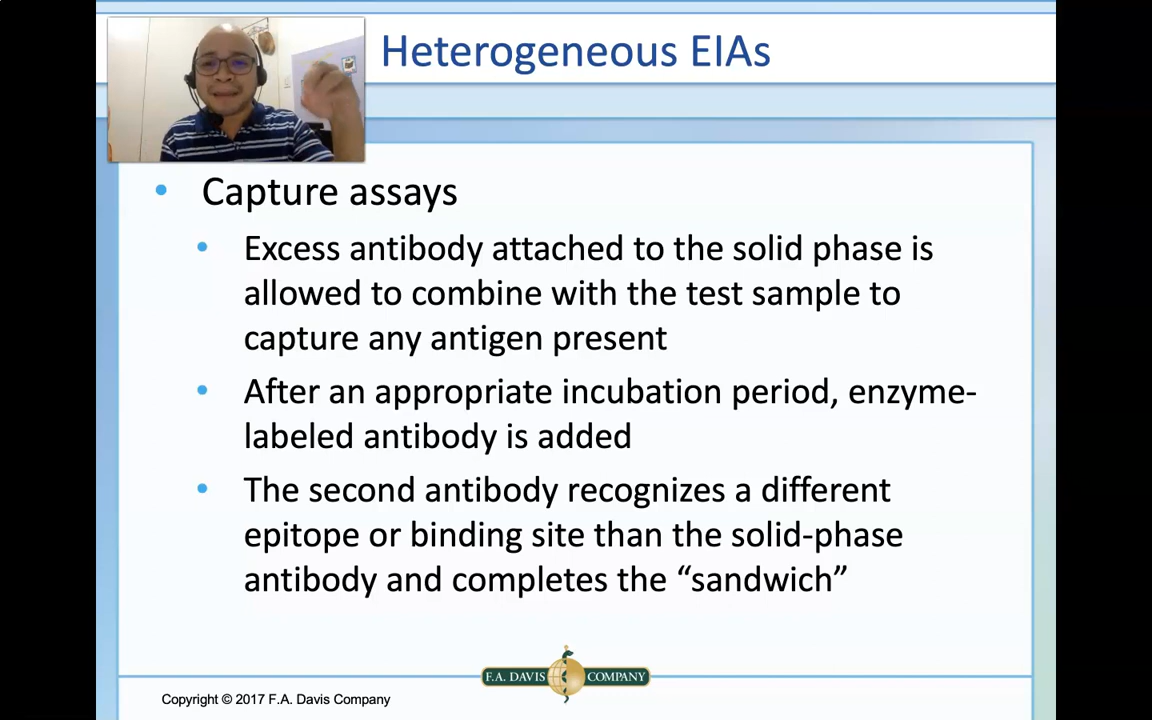 Heterogeneous EIAs
• Capture assays
• Excess antibody attached to the solid phase is
allowed to combine with the test sample to
capture any antigen present
• After an appropriate incubation period, enzyme-
labeled antibody is added
• The second antibody recognizes a different
epitope or binding site than the solid-phase
antibody and completes the “sandwich”
F.A. DAVIS COMPANY
Copyright © 2017 F.A. Davis Company